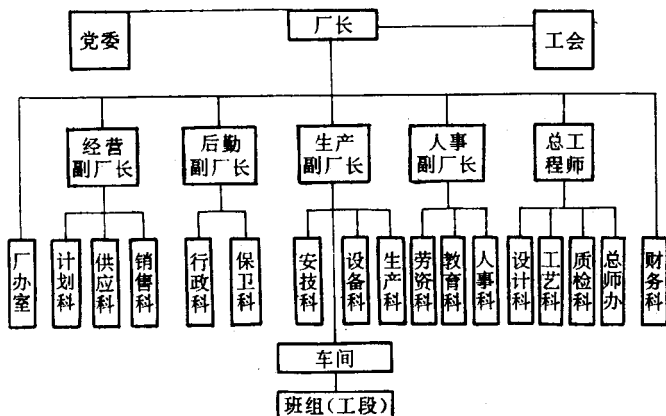 党委
厂长
工会
经营
副厂长
后勤
副厂长
生产
副厂长
人事
副厂长
总工
程师
厂办室
计划科
供应科
销售科
行政科
保卫科
安技科
设备科
生产科
劳资科
教育科
人事科
设计科
工艺科
质检科
总师办
财务科
车间
班组(工段)